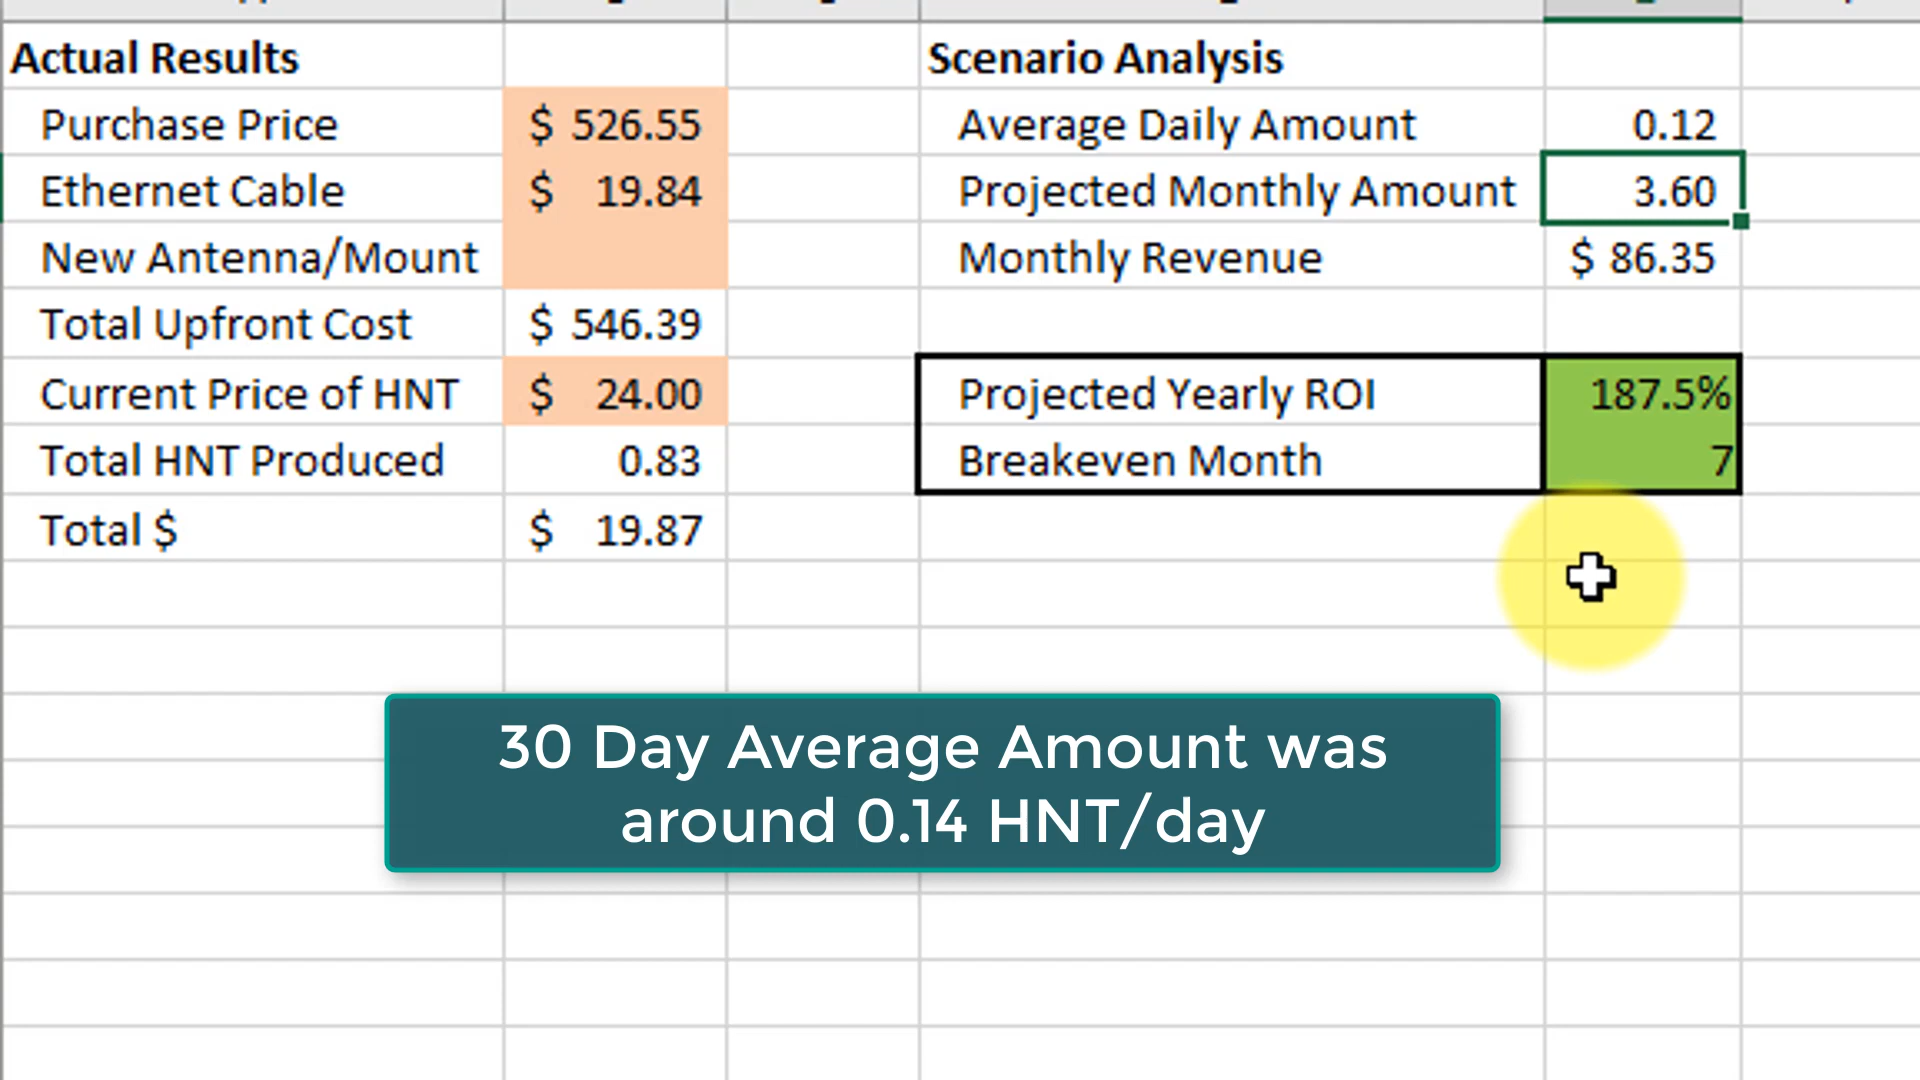 Actual Results
Purchase Price $ 526.55
Ethernet Cable $ 19.84
New Antenna/Mount
Total Upfront Cost $ 546.39
Current Price of HNT $ 24.00
Total HNT Produced 0.83
Total $ $ 19.87
Scenario Analysis
Average Daily Amount 0.12
Projected Monthly Amount 3.60
Monthly Revenue $ 86.35
Projected Yearly ROI 187.5%
Breakeven Month 7
30 Day Average Amount was
around 0.14 HNT/day